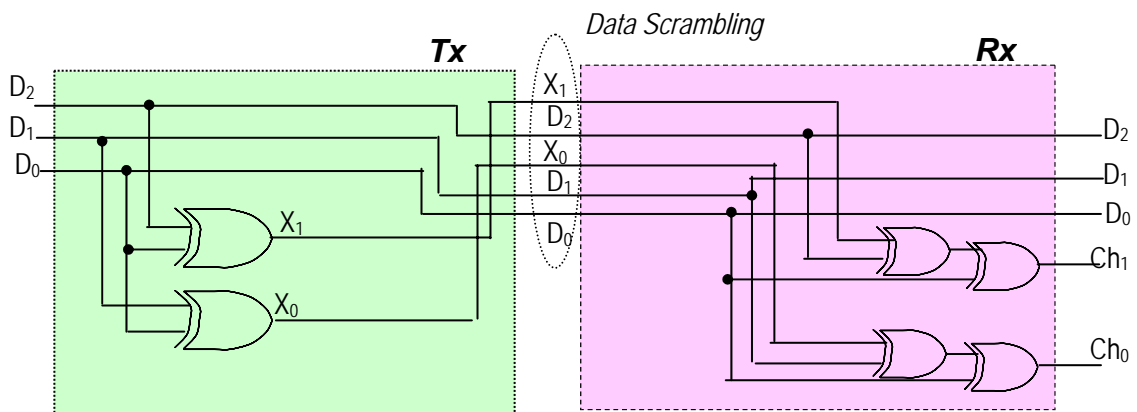 Data Scrambling
Tx
Rx
D₂
D₁
D₀
X₁
X₀
X₁
D₂
X₀
D₁
D₀
D₂
D₁
D₀
Ch₁
Ch₀